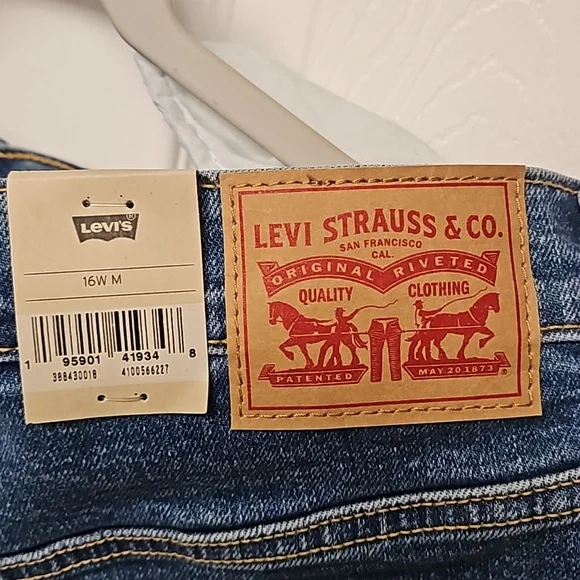 LEVI'S®
16W M
1 95901 41934 8
388430018 4100566227
LEVI STRAUSS & CO.
SAN FRANCISCO
CAL.
ORIGINAL RIVETED
QUALITY CLOTHING
PATENTED MAY 20 1873 ®